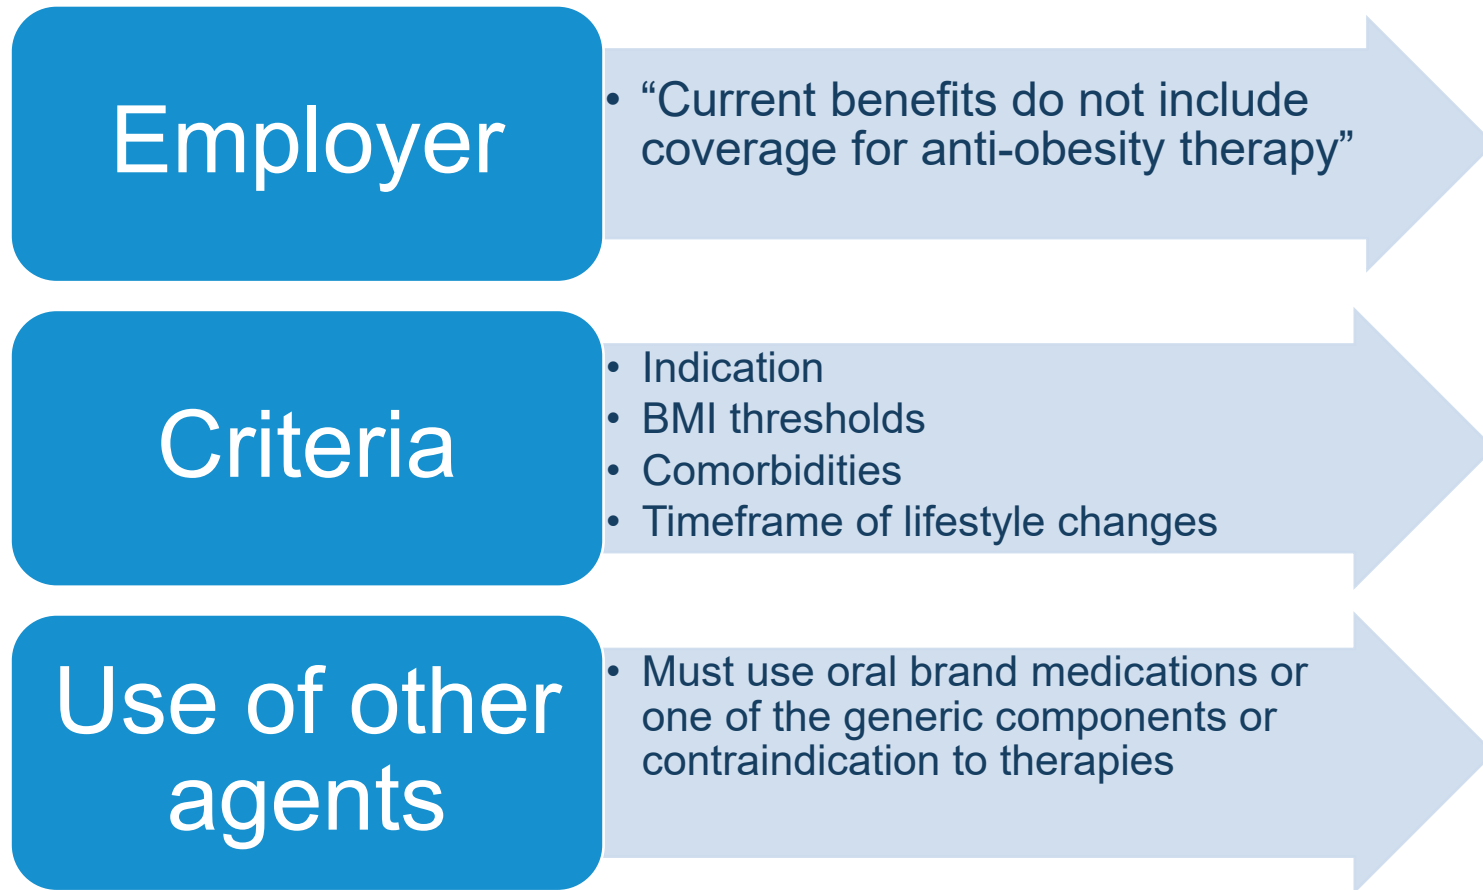 Employer
• “Current benefits do not include
coverage for anti-obesity therapy”
Criteria
• Indication
• BMI thresholds
• Comorbidities
• Timeframe of lifestyle changes
Use of other
agents
• Must use oral brand medications or
one of the generic components or
contraindication to therapies